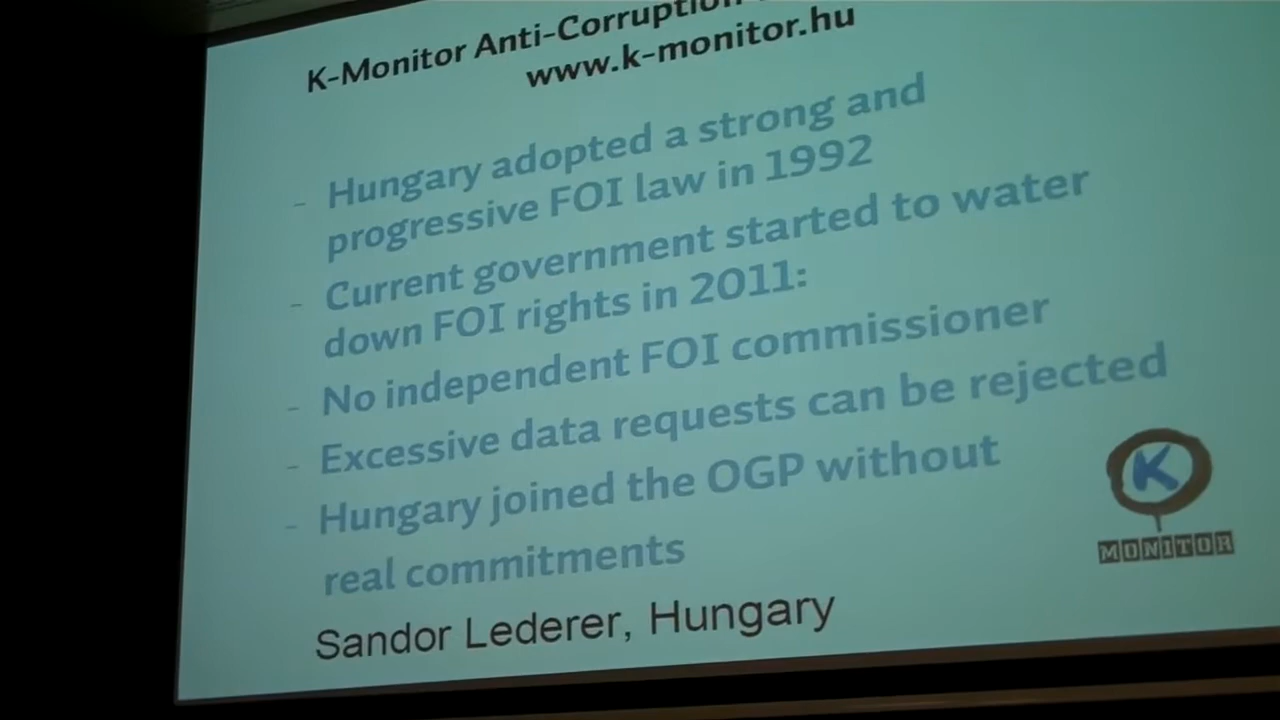 K-Monitor Anti-Corruption
www.k-monitor.hu
- Hungary adopted a strong and
progressive FOI law in 1992
- Current government started to water
down FOI rights in 2011:
- No independent FOI commissioner
- Excessive data requests can be rejected
- Hungary joined the OGP without
real commitments
K
MONITOR
Sandor Lederer, Hungary